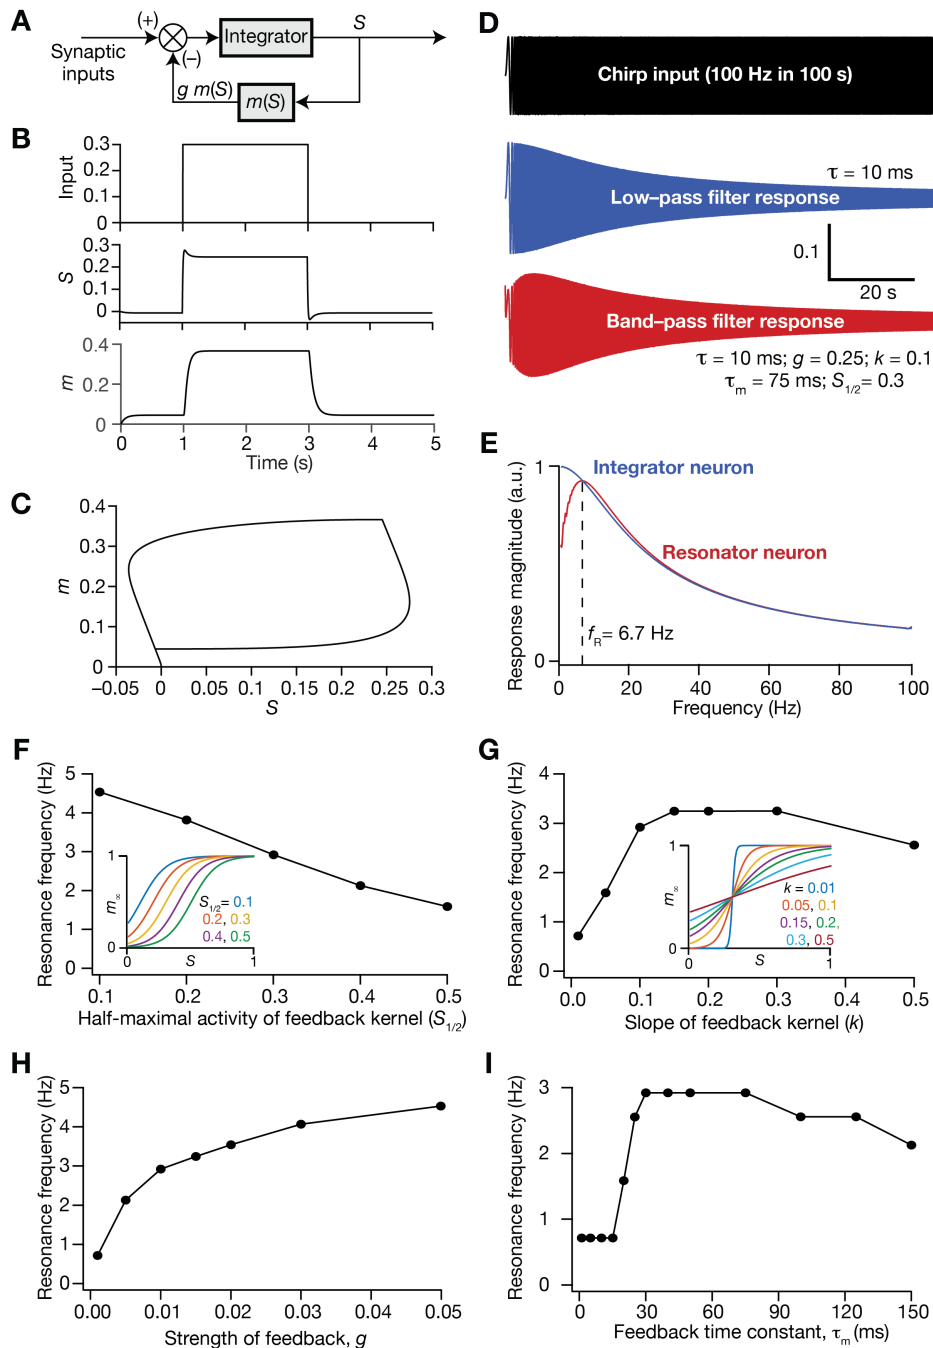 A
(+)
S
Integrator
Synaptic
inputs
(–)
g m(S)
m(S)
B
Input
0.3
0.2
0.1
0
S
0.3
0.2
0.1
0
m
0.4
0.2
0
0 1 2 3 4 5
Time (s)
C
m
0.4
0.3
0.2
0.1
0
–0.05 0 0.05 0.1 0.15 0.2 0.25 0.3
S
D
Chirp input (100 Hz in 100 s)
τ = 10 ms
Low–pass filter response
0.1
20 s
Band–pass filter response
τ = 10 ms; g = 0.25; k = 0.1
τm = 75 ms; S1/2= 0.3
E
Response magnitude (a.u.)
1
0
Integrator neuron
Resonator neuron
fR= 6.7 Hz
0 20 40 60 80 100
Frequency (Hz)
F
Resonance frequency (Hz)
5
4
3
2
1
0
1
m∞
0
S1/2= 0.1
0.2, 0.3
0.4, 0.5
0 S 1
0.1 0.2 0.3 0.4 0.5
Half-maximal activity of feedback kernel (S1/2)
G
Resonance frequency (Hz)
4
3
2
1
0
1
m∞
0
k = 0.01
0.05, 0.1
0.15, 0.2,
0.3, 0.5
0 S 1
0.0 0.1 0.2 0.3 0.4 0.5
Slope of feedback kernel (k)
H
Resonance frequency (Hz)
5
4
3
2
1
0
0.00 0.01 0.02 0.03 0.04 0.05
Strength of feedback, g
I
Resonance frequency (Hz)
3
2
1
0
0 30 60 90 120 150
Feedback time constant, τm (ms)